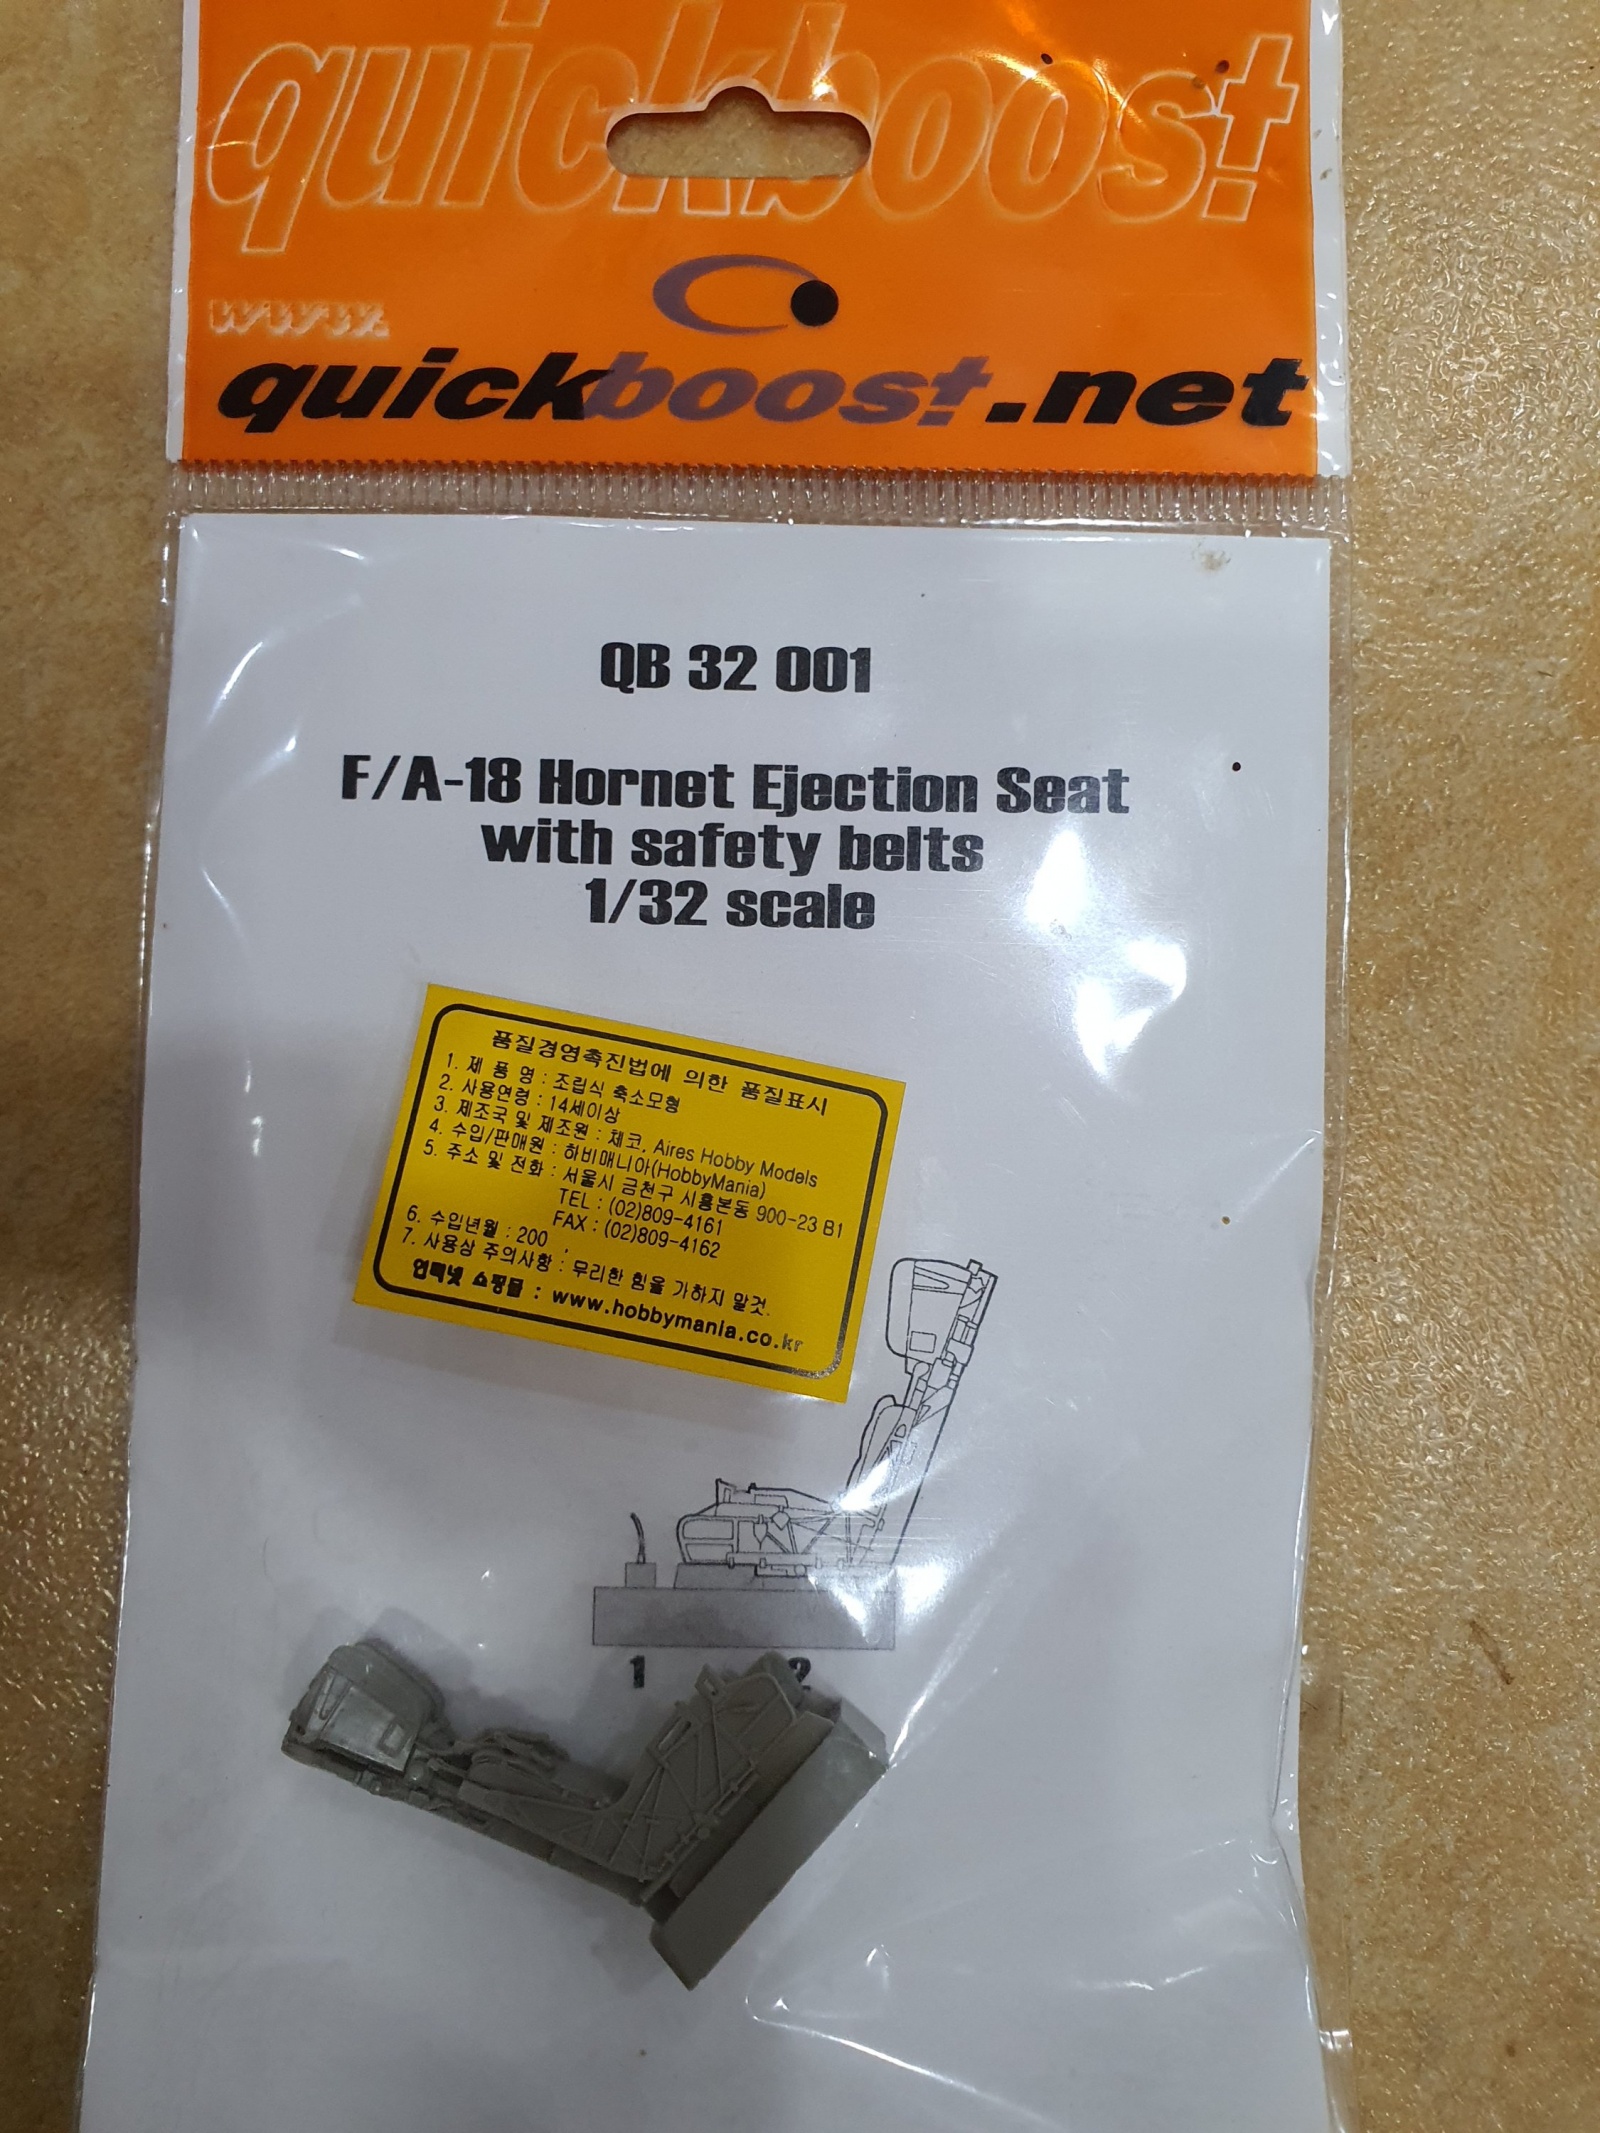 quickboost
www.
quickboost.net
QB 32 001
F/A-18 Hornet Ejection Seat
with safety belts
1/32 scale
품질경영촉진법에 의한 품질표시
1. 제 품 명 : 조립식 축소모형
2. 사용연령 : 14세이상
3. 제조국 및 제조원 : 체코, Aires Hobby Models
4. 수입/판매원 : 하비매니아(HobbyMania)
5. 주소 및 전화 : 서울시 금천구 시흥본동 900-23 B1
TEL : (02)809-4161
FAX : (02)809-4162
6. 수입년월 : 200 .
7. 사용상 주의사항 : 무리한 힘을 가하지 말것.
인터넷 쇼핑몰 : www.hobbymania.co.kr
1 2